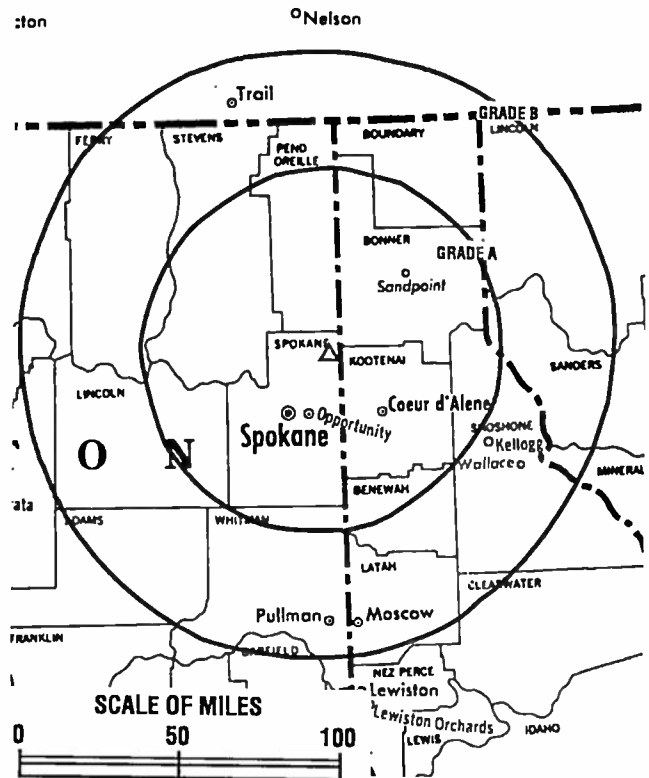 :ton
Nelson
Trail
GRADE B
FERRY
STEVENS
BOUNDARY
LINCOLN
PEND
OREILLE
BONNER
GRADE A
Sandpoint
SPOKANE
KOOTENAI
SANDERS
LINCOLN
Coeur d'Alene
Opportunity
Spokane
SHOSHONE
Kellogg
O N
Wallace
MINERAL
BENEWAH
ata
ADAMS
WHITMAN
LATAH
CLEARWATER
Pullman
Moscow
FRANKLIN
GARFIELD
NEZ PERCE
Lewiston
SCALE OF MILES
Lewiston Orchards
IDAHO
LEWIS
0 50 100